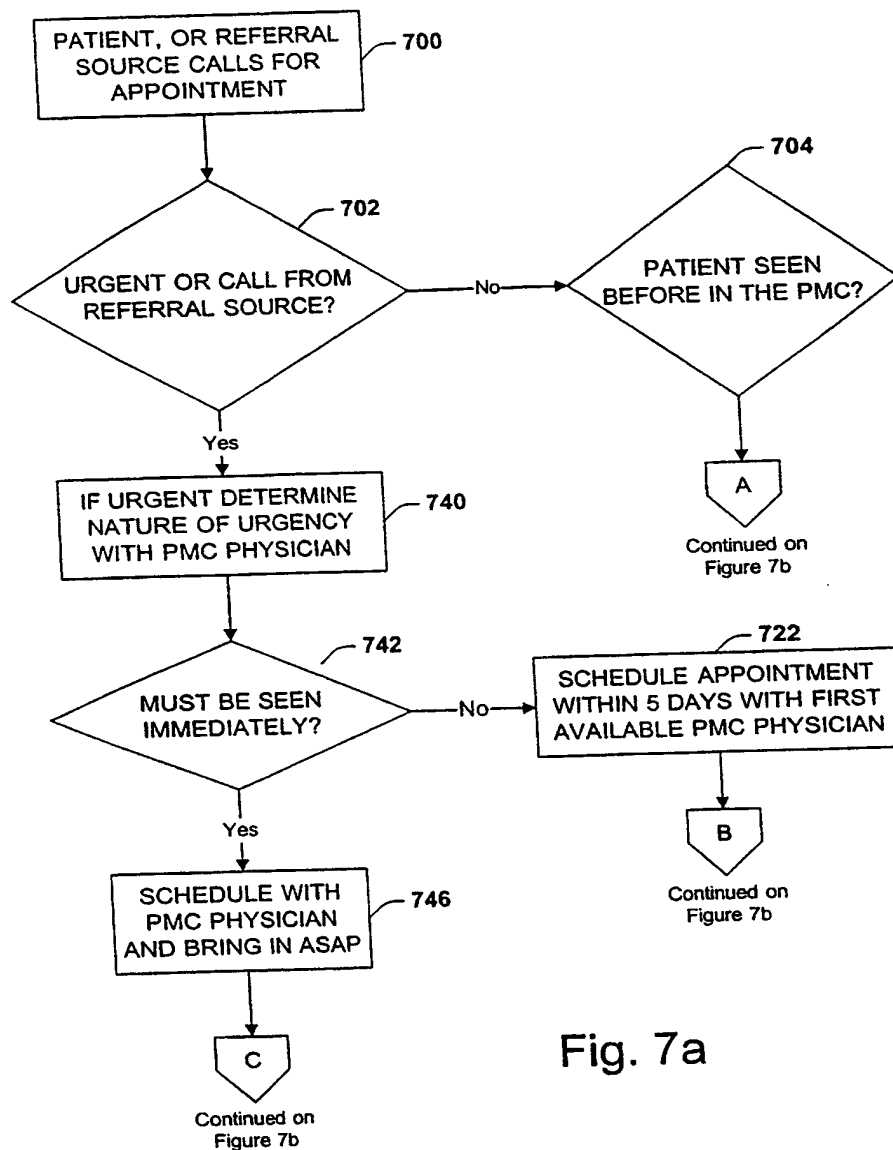 PATIENT, OR REFERRAL
SOURCE CALLS FOR
APPOINTMENT
700
702
URGENT OR CALL FROM
REFERRAL SOURCE?
No
704
PATIENT SEEN
BEFORE IN THE PMC?
A
Continued on
Figure 7b
Yes
IF URGENT DETERMINE
NATURE OF URGENCY
WITH PMC PHYSICIAN
740
742
MUST BE SEEN
IMMEDIATELY?
No
722
SCHEDULE APPOINTMENT
WITHIN 5 DAYS WITH FIRST
AVAILABLE PMC PHYSICIAN
B
Continued on
Figure 7b
Yes
SCHEDULE WITH
PMC PHYSICIAN
AND BRING IN ASAP
746
C
Continued on
Figure 7b
Fig. 7a